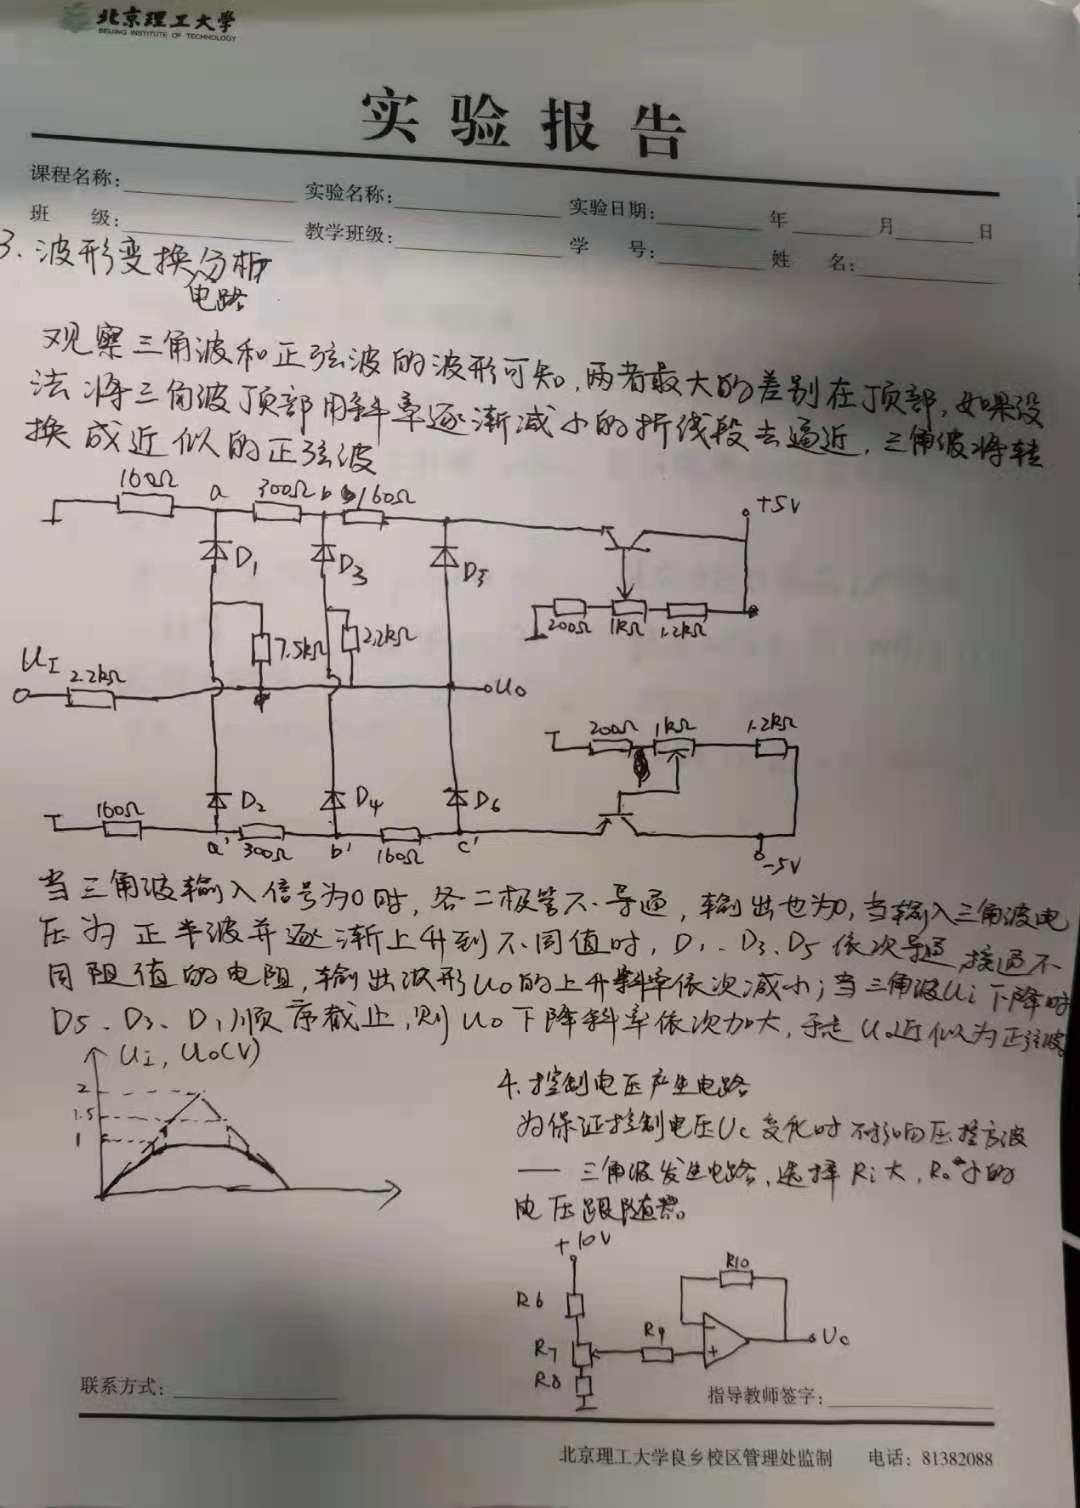 北京理工大学
BEIJING INSTITUTE OF TECHNOLOGY
实验报告
课程名称: 实验名称: 实验日期: 年 月 日
班 级: 教学班级: 学 号: 姓 名:
3.波形变换分析
电路
观察三角波和正弦波的波形可知,两者最大的差别在顶部,如果设
法将三角波顶部用斜率逐渐减小的折线段去逼近,三角波将转
换成近似的正弦波
160Ω a 300Ω b 160Ω +5V
D1 D3 D5
200Ω 1kΩ 1.2kΩ
7.5kΩ 2.2kΩ
UI 2.2kΩ Uo
200Ω 1kΩ 1.2kΩ
D2 D4 D6
160Ω a' 300Ω b' 160Ω c' -5V
当三角波输入信号为0时,各二极管不导通,输出也为0,当输入三角波电
压为正半波并逐渐上升到不同值时,D1、D3、D5依次导通,接通不
同阻值的电阻,输出波形Uo的上升斜率依次减小;当三角波Ui下降时
D5、D3、D1顺序截止,则Uo下降斜率依次加大,于是Uo近似为正弦波。
UI, Uo(V)
2
1.5
1
4.控制电压产生电路
为保证控制电压Uc变化时不影响压控方波
——三角波发生电路,选择Ri大,Ro小的
电压跟随器。
+10V
R10
R6
R9
Uc
R7
R8
- +
联系方式: 指导教师签字:
北京理工大学良乡校区管理处监制 电话:81382088